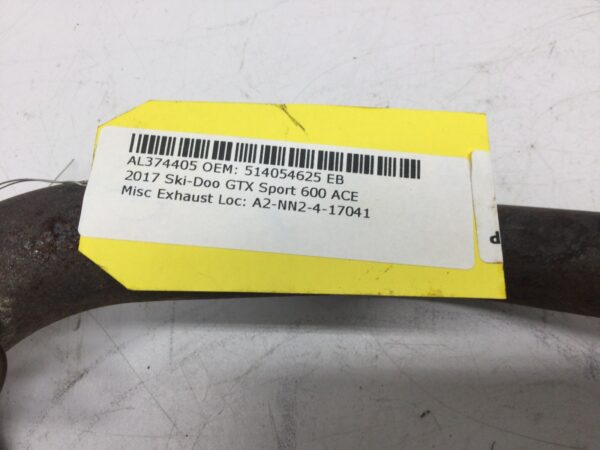 AL374405 OEM: 514054625 EB
2017 Ski-Doo GTX Sport 600 ACE
Misc Exhaust Loc: A2-NN2-4-17041